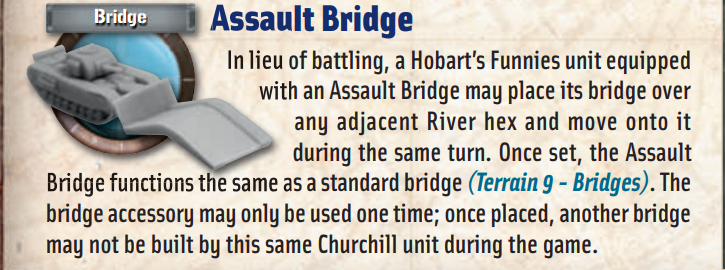 Bridge
Assault Bridge
In lieu of battling, a Hobart's Funnies unit equipped
with an Assault Bridge may place its bridge over
any adjacent River hex and move onto it
during the same turn. Once set, the Assault
Bridge functions the same as a standard bridge (Terrain 9 - Bridges). The
bridge accessory may only be used one time; once placed, another bridge
may not be built by this same Churchill unit during the game.